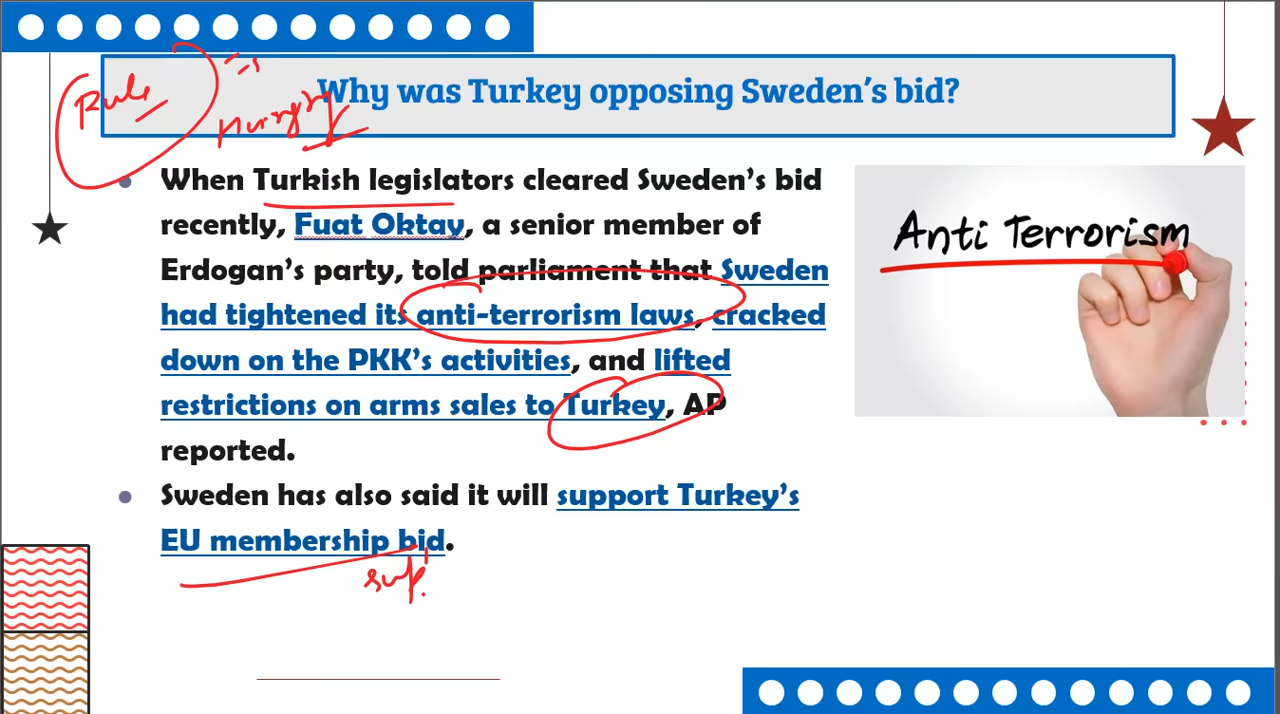 Why was Turkey opposing Sweden's bid?
Rule
Hungry
When Turkish legislators cleared Sweden's bid
recently, Fuat Oktay, a senior member of
Erdogan's party, told parliament that Sweden
had tightened its anti-terrorism laws, cracked
down on the PKK's activities, and lifted
restrictions on arms sales to Turkey, AP
reported.
Sweden has also said it will support Turkey's
EU membership bid.
sup.
Anti Terrorism